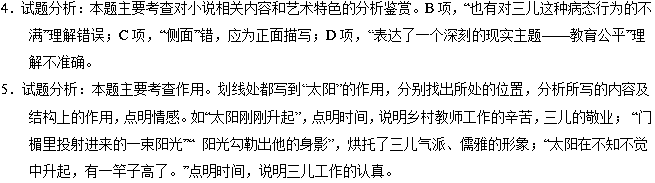 4．试题分析：本题主要考查对小说相关内容和艺术特色的分析鉴赏。B 项，“也有对三儿这种病态行为的不
满”理解错误；C 项，“侧面”错，应为正面描写；D 项，“表达了一个深刻的现实主题——教育公平”理
解不准确。
5．试题分析：本题主要考查作用。划线处都写到“太阳”的作用，分别找出所处的位置，分析所写的内容及
结构上的作用，点明情感。如“太阳刚刚升起”，点明时间，说明乡村教师工作的辛苦，三儿的敬业； “门
楣里投射进来的一束阳光”“ 阳光勾勒出他的身影”，烘托了三儿气派、儒雅的形象；“太阳在不知不觉
中升起，有一竿子高了。”点明时间，说明三儿工作的认真。